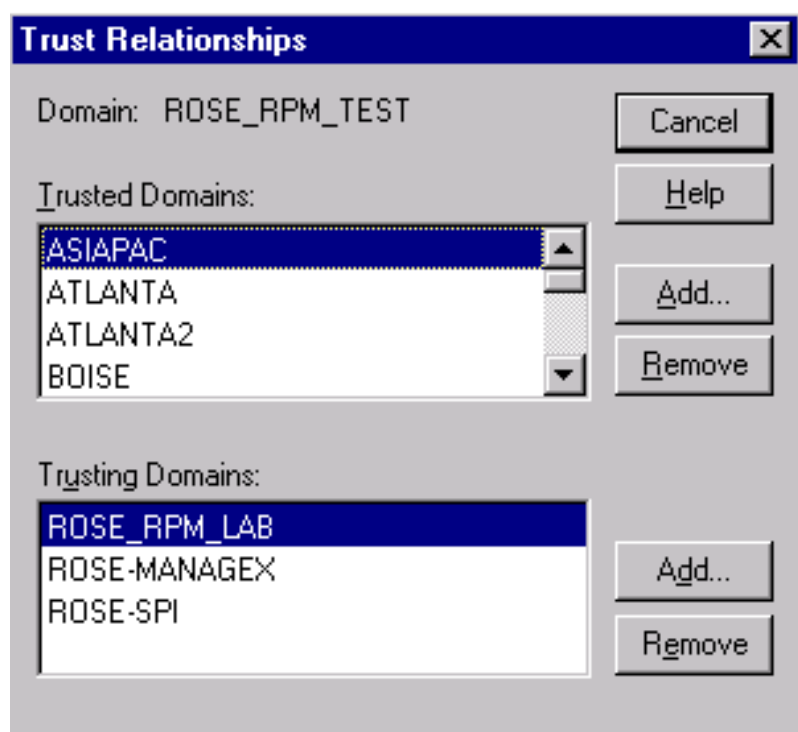 Trust Relationships
Domain: ROSE_RPM_TEST
Cancel
Trusted Domains:
Help
ASIAPAC
ATLANTA
ATLANTA2
BOISE
Add...
Remove
Trusting Domains:
ROSE_RPM_LAB
ROSE-MANAGEX
ROSE-SPI
Add...
Remove